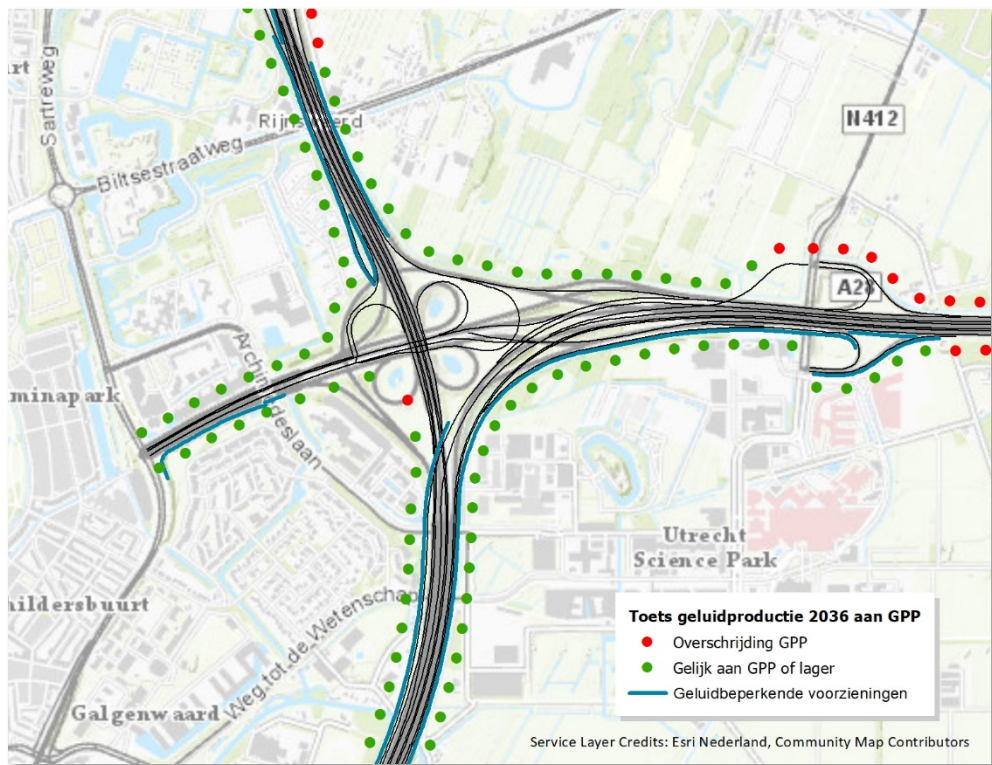 rt
Sartreweg
Biltsestraatweg
N412
A28
minapark
Archimedeslaan
Utrecht
Science Park
hildersbuurt
Weg tot de Wetenschap
Galgenwaard
Toets geluidproductie 2036 aan GPP
Overschrijding GPP
Gelijk aan GPP of lager
Geluidbeperkende voorzieningen
Service Layer Credits: Esri Nederland, Community Map Contributors